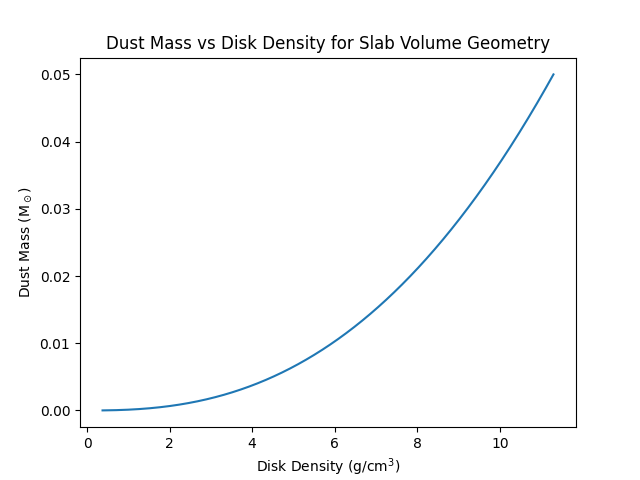 Dust Mass vs Disk Density for Slab Volume Geometry
0.05
0.04
0.03
0.02
0.01
0.00
Dust Mass (M⊙)
0 2 4 6 8 10
Disk Density (g/cm³)